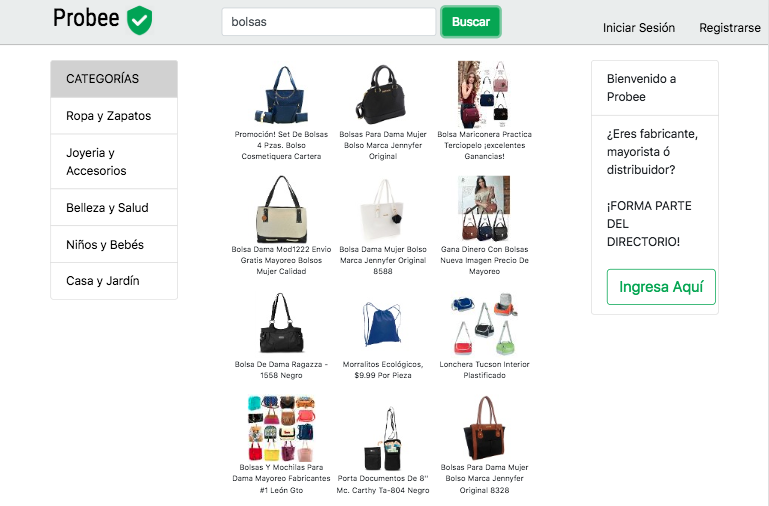 Probee
bolsas
Buscar
Iniciar Sesión
Registrarse
CATEGORÍAS
Ropa y Zapatos
Joyeria y
Accesorios
Belleza y Salud
Niños y Bebés
Casa y Jardín
Promoción! Set De Bolsas
4 Pzas. Bolso
Cosmetiquera Cartera
Bolsas Para Dama Mujer
Bolso Marca Jennyfer
Original
Bolsa Mariconera Practica
Terciopelo ¡excelentes
Ganancias!
Bolsa Dama Mod1222 Envio
Gratis Mayoreo Bolsos
Mujer Calidad
Bolsa Dama Mujer Bolso
Marca Jennyfer Original
8588
Gana Dinero Con Bolsas
Nueva Imagen Precio De
Mayoreo
Bolsa De Dama Ragazza -
1558 Negro
Morralitos Ecológicos,
$9.99 Por Pieza
Lonchera Tucson Interior
Plastificado
Bolsas Y Mochilas Para
Dama Mayoreo Fabricantes
#1 León Gto
Porta Documentos De 8"
Mc. Carthy Ta-804 Negro
Bolsas Para Dama Mujer
Bolso Marca Jennyfer
Original 8328
Bienvenido a
Probee
¿Eres fabricante,
mayorista ó
distribuidor?
¡FORMA PARTE
DEL
DIRECTORIO!
Ingresa Aquí